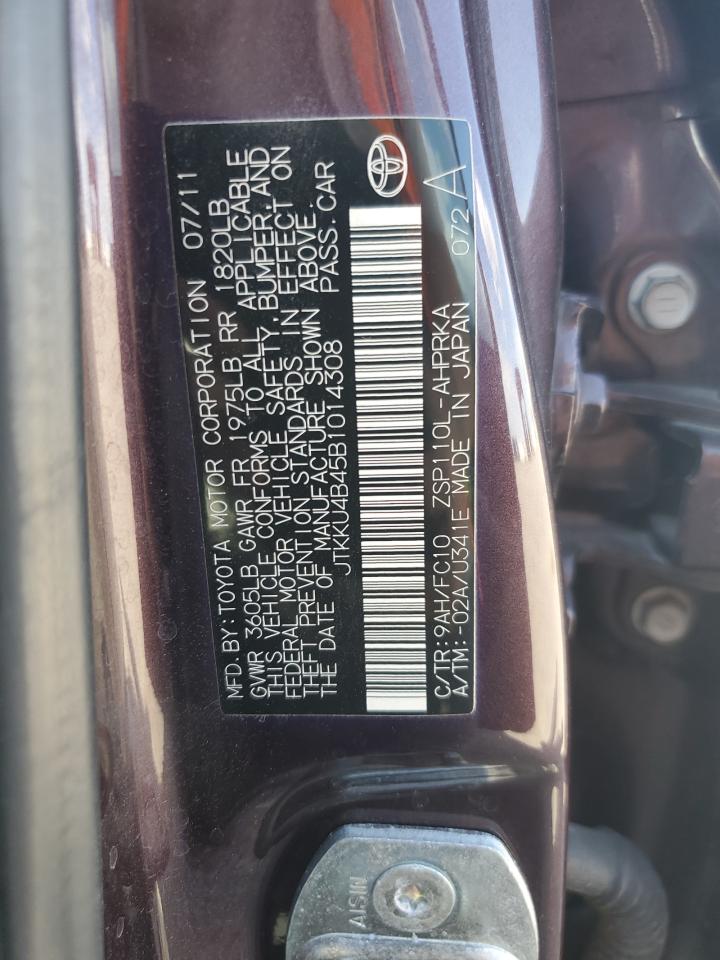 MFD. BY:TOYOTA MOTOR CORPORATION 07/11
GVWR 3605LB GAWR FR 1975LB RR 1820LB
THIS VEHICLE CONFORMS TO ALL APPLICABLE
FEDERAL MOTOR VEHICLE SAFETY,BUMPER,AND
THEFT PREVENTION STANDARDS IN EFFECT ON
THE DATE OF MANUFACTURE SHOWN ABOVE.
JTKKU4B45B1014308 PASS.CAR
C/TR:9AH/FC10 ZSP110L-AHPRKA 072
A/TM:-02A/U341E MADE IN JAPAN A
AISIN